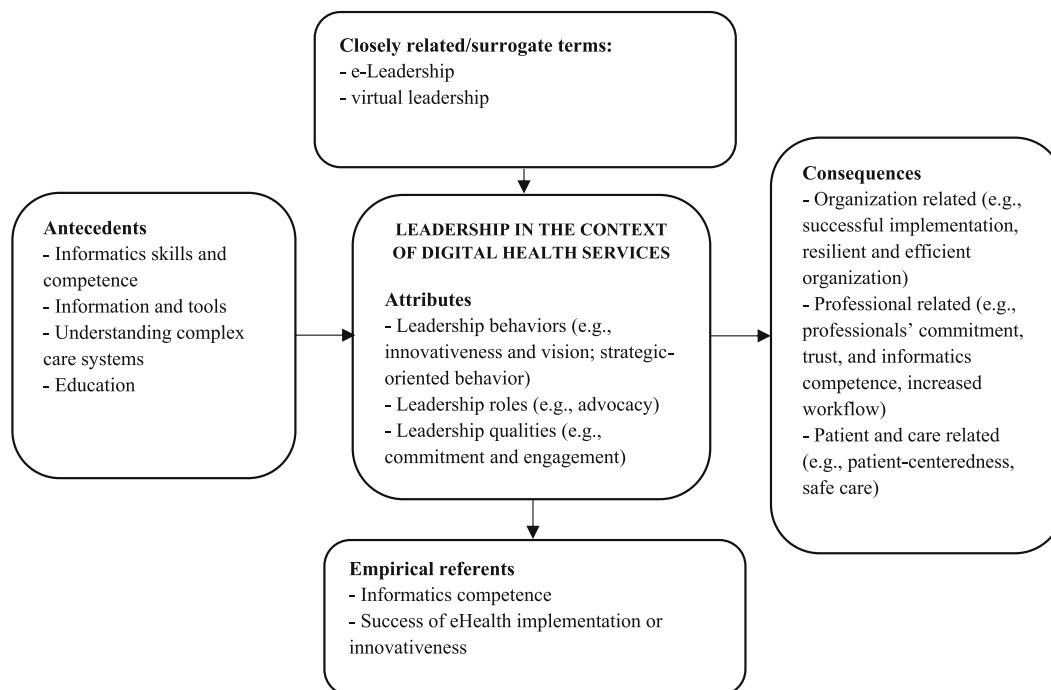 Closely related/surrogate terms:
- e-Leadership
- virtual leadership
Antecedents
- Informatics skills and
competence
- Information and tools
- Understanding complex
care systems
- Education
LEADERSHIP IN THE CONTEXT
OF DIGITAL HEALTH SERVICES
Attributes
- Leadership behaviors (e.g.,
innovativeness and vision; strategic-
oriented behavior)
- Leadership roles (e.g., advocacy)
- Leadership qualities (e.g.,
commitment and engagement)
Consequences
- Organization related (e.g.,
successful implementation,
resilient and efficient
organization)
- Professional related (e.g.,
professionals’ commitment,
trust, and informatics
competence, increased
workflow)
- Patient and care related
(e.g., patient-centeredness,
safe care)
Empirical referents
- Informatics competence
- Success of eHealth implementation or
innovativeness